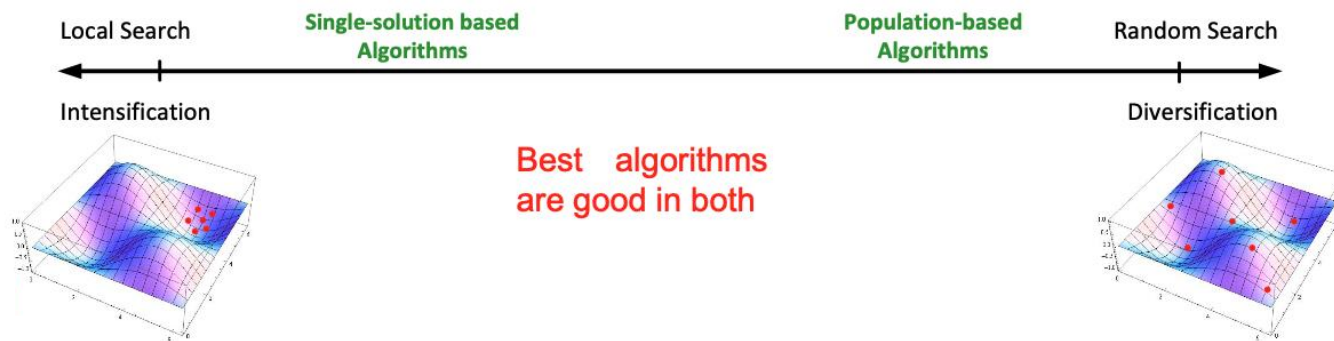 Local Search
Single-solution based
Algorithms
Population-based
Algorithms
Random Search
Intensification
Diversification
Best algorithms
are good in both